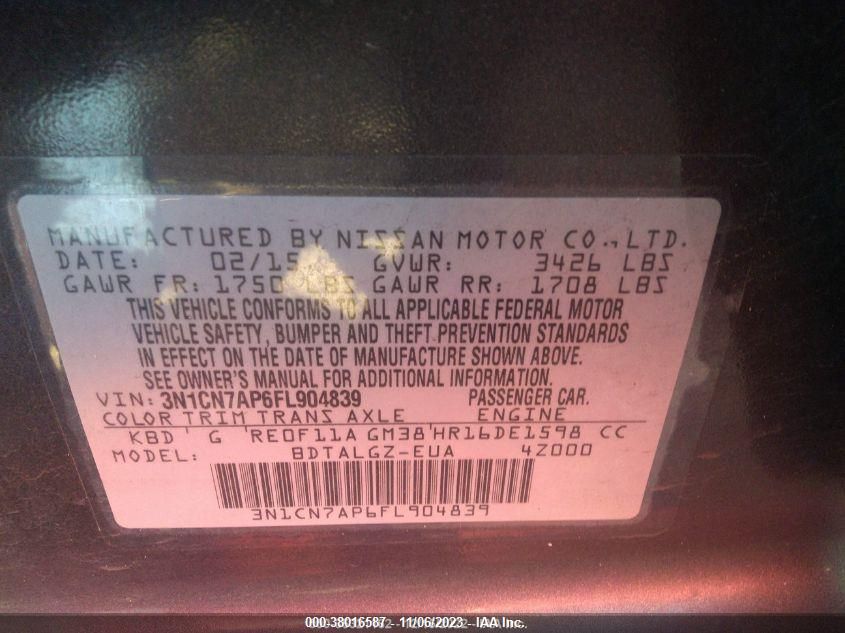 MANUFACTURED BY NISSAN MOTOR CO., LTD.
DATE: 02/15 GVWR: 3426 LBS
GAWR FR: 1750 LBS GAWR RR: 1708 LBS
THIS VEHICLE CONFORMS TO ALL APPLICABLE FEDERAL MOTOR
VEHICLE SAFETY, BUMPER AND THEFT PREVENTION STANDARDS
IN EFFECT ON THE DATE OF MANUFACTURE SHOWN ABOVE.
SEE OWNER'S MANUAL FOR ADDITIONAL INFORMATION.
VIN: 3N1CN7AP6FL904839 PASSENGER CAR.
COLOR TRIM TRANS AXLE ENGINE
KBD G RE0F11A GM38 HR16DE1598 CC
MODEL: BDTALGZ-EUA 4Z000
3N1CN7AP6FL904839
000-38016587 - 11/06/2023 - IAA Inc.